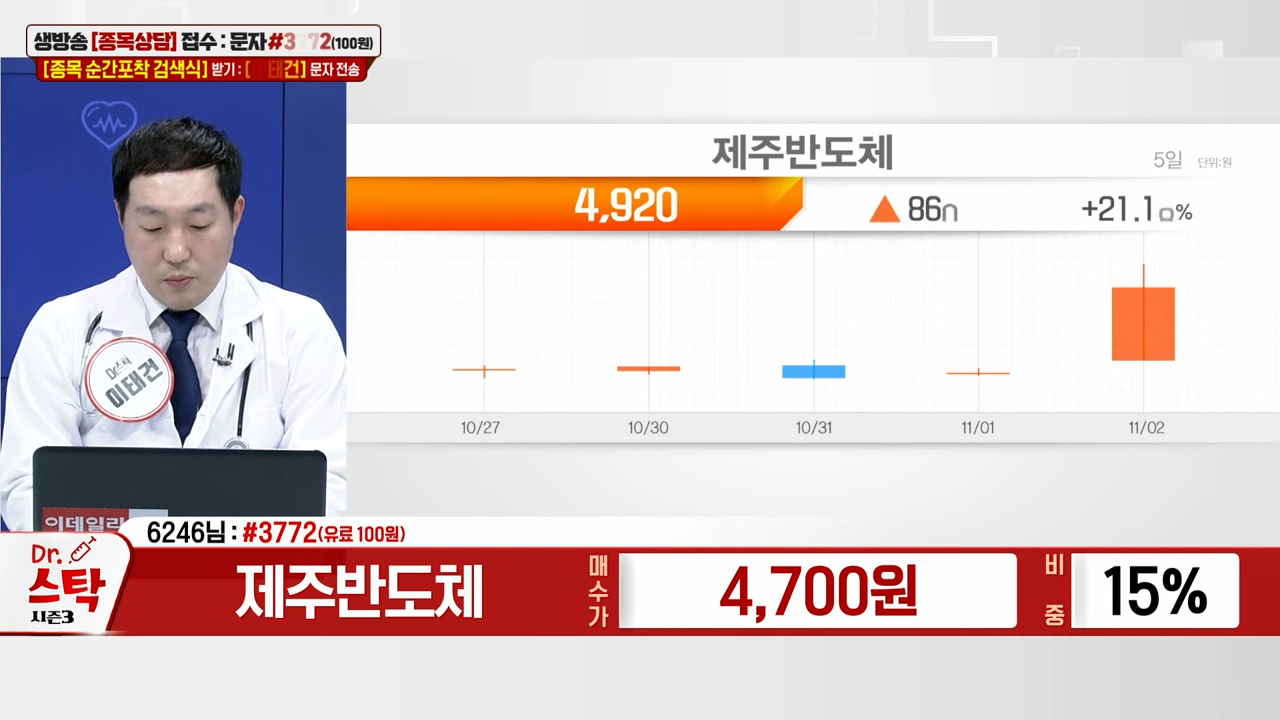 생방송 [종목상담] 접수 : 문자 #3 72(100원)
[종목 순간포착 검색식] 받기 : [ 태건] 문자 전송
제주반도체
5일 단위:원
4,920
▲ 86
+21.1 %
10/27 10/30 10/31 11/01 11/02
Dr.스탁
이태건
이데일리
6246님 : #3772(유료 100원)
Dr.
스탁
시즌3
제주반도체
매수가
4,700원
비중
15%